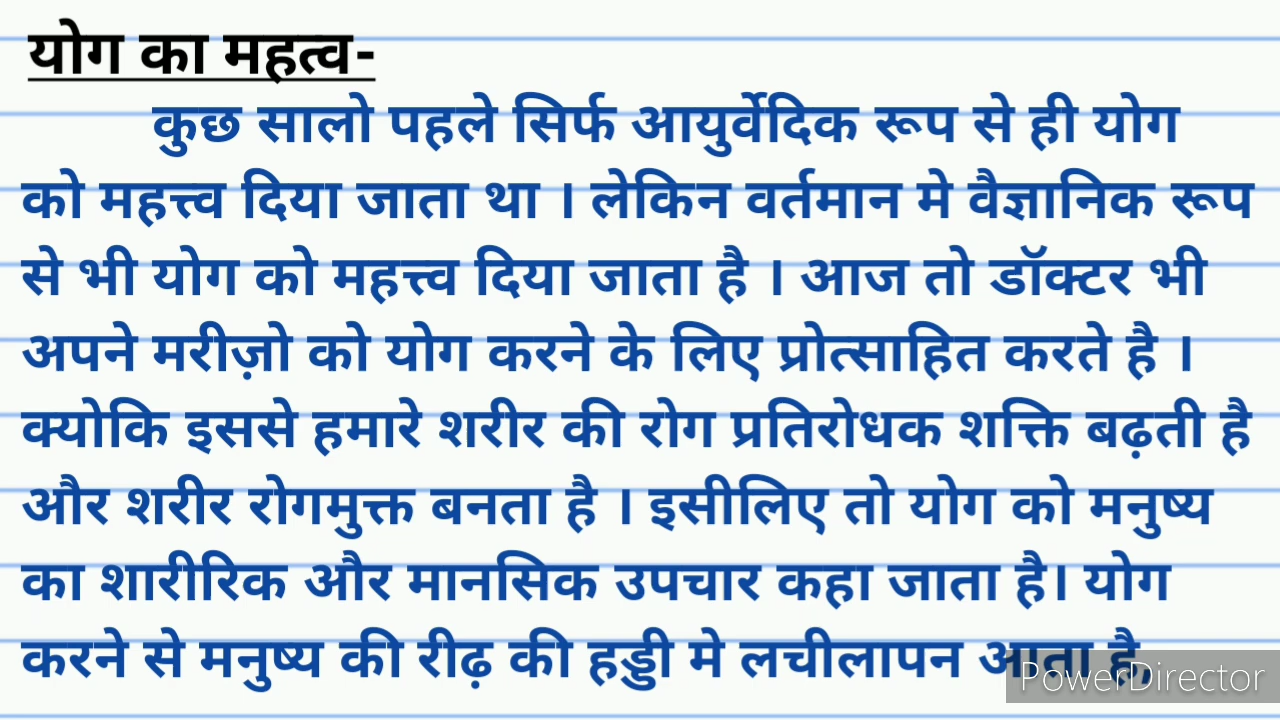 योग का महत्व-
कुछ सालो पहले सिर्फ आयुर्वेदिक रूप से ही योग
को महत्त्व दिया जाता था । लेकिन वर्तमान मे वैज्ञानिक रूप
से भी योग को महत्त्व दिया जाता है । आज तो डॉक्टर भी
अपने मरीज़ो को योग करने के लिए प्रोत्साहित करते है ।
क्योकि इससे हमारे शरीर की रोग प्रतिरोधक शक्ति बढ़ती है
और शरीर रोगमुक्त बनता है । इसीलिए तो योग को मनुष्य
का शारीरिक और मानसिक उपचार कहा जाता है। योग
करने से मनुष्य की रीढ़ की हड्डी मे लचीलापन आता है,
PowerDirector